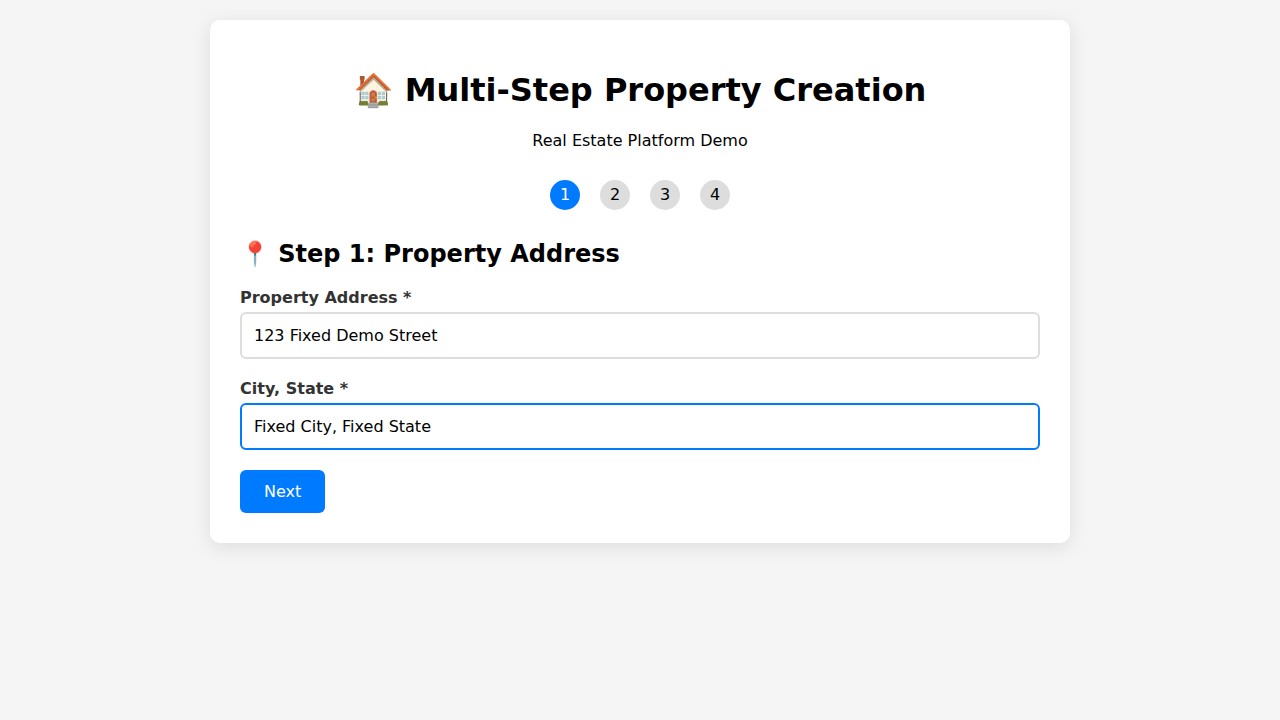 🏠 Multi-Step Property Creation
Real Estate Platform Demo
1 2 3 4
📍 Step 1: Property Address
Property Address *
123 Fixed Demo Street
City, State *
Fixed City, Fixed State
Next